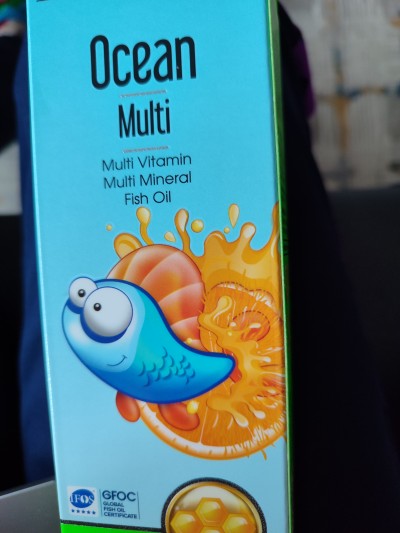 Ocean
Multi
Multi Vitamin
Multi Mineral
Fish Oil
IFOS
GFOC
GLOBAL
FISH OIL
CERTIFICATE